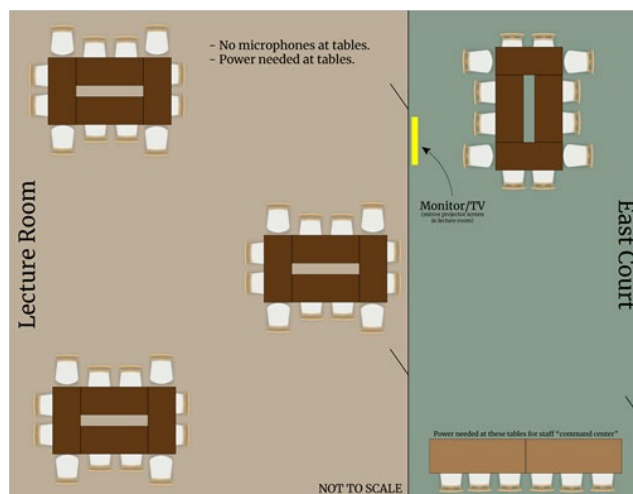 - No microphones at tables.
- Power needed at tables.
Lecture Room
Monitor/TV
(mirror projector screen
in lecture room)
East Court
Power needed at these tables for staff "command center"
NOT TO SCALE